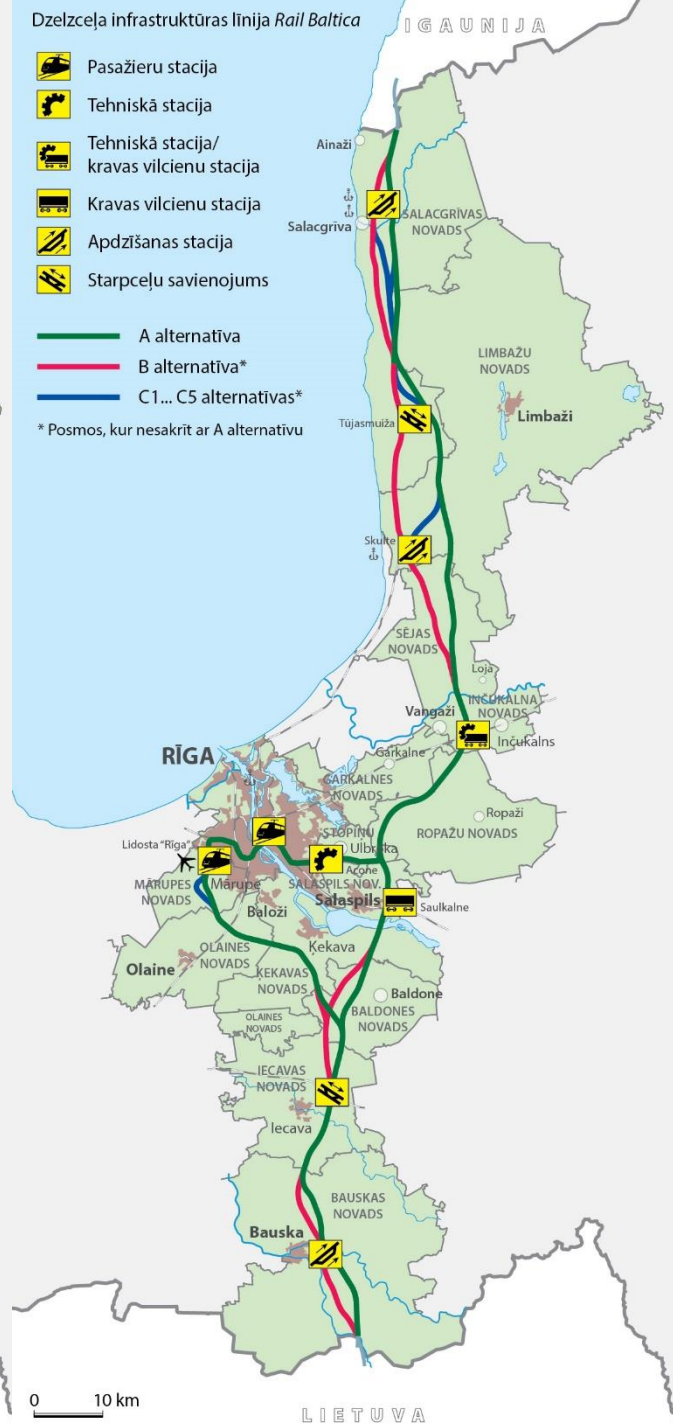 Dzelzceļa infrastruktūras līnija Rail Baltica
IGAUNIJA
Pasažieru stacija
Tehniskā stacija
Tehniskā stacija/
kravas vilcienu stacija
Kravas vilcienu stacija
Apdzīšanas stacija
Starpceļu savienojums
A alternatīva
B alternatīva*
C1... C5 alternatīvas*
* Posmos, kur nesakrīt ar A alternatīvu
Ainaži
Salacgrīva
SALACGRĪVAS
NOVADS
LIMBAŽU
NOVADS
Limbaži
Tūjasmuiža
Skulte
SĒJAS
NOVADS
Loja
INČUKALNA
NOVADS
Vangaži
Inčukalns
RĪGA
Garkalne
GARKALNES
NOVADS
Ropaži
ROPAŽU NOVADS
STOPIŅU
Ulbroka
Lidosta "Rīga"
Acone
MĀRUPES
NOVADS
Mārupe
SALASPILS NOV.
Salaspils
Saulkalne
Baloži
Ķekava
OLAINES
NOVADS
Olaine
ĶEKAVAS
NOVADS
Baldone
BALDONES
NOVADS
OLAINES
NOVADS
IECAVAS
NOVADS
Iecava
BAUSKAS
NOVADS
Bauska
0 10 km
LIETUVA